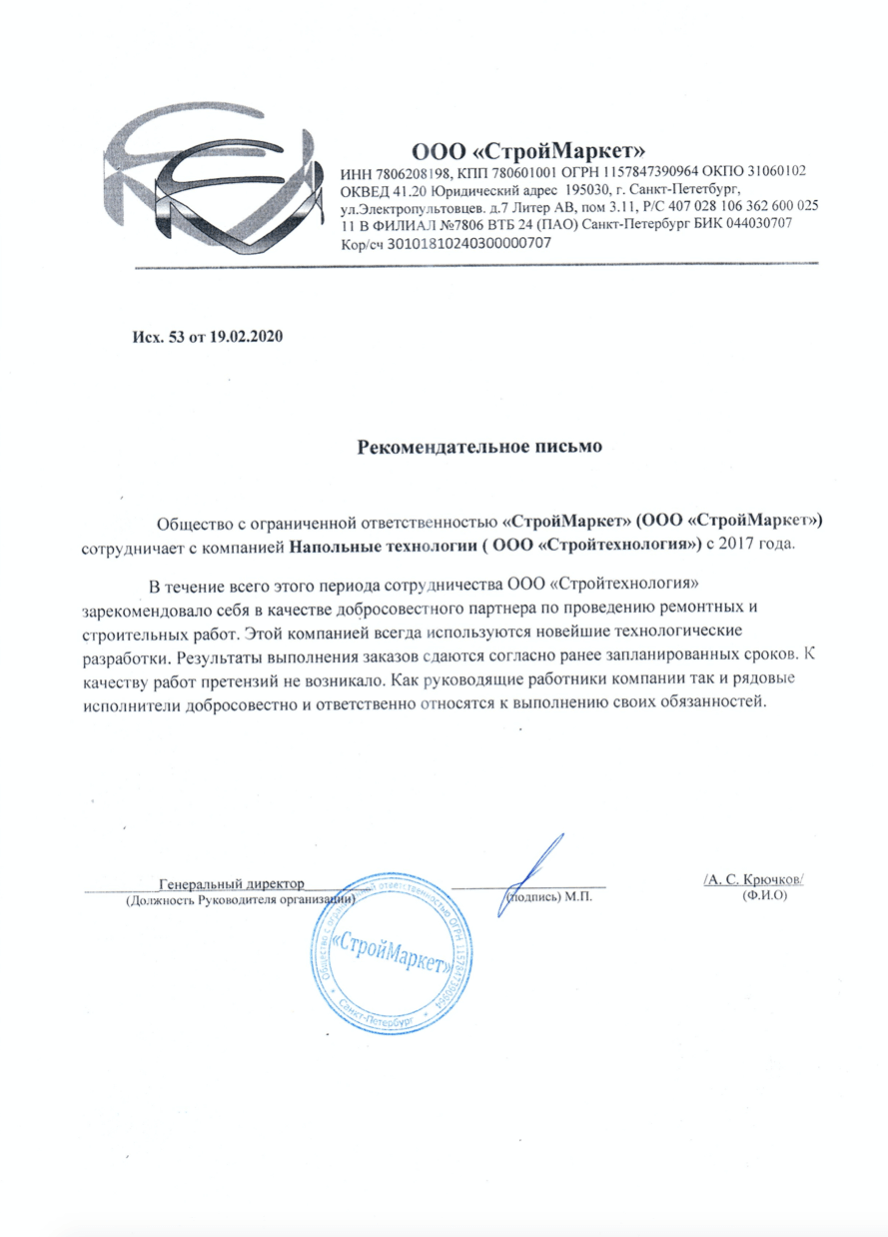 ООО «СтройМаркет»
ИНН 7806208198, КПП 780601001 ОГРН 1157847390964 ОКПО 31060102
ОКВЕД 41.20 Юридический адрес 195030, г. Санкт-Пететбург,
ул.Электропультовцев. д.7 Литер АВ, пом 3.11, Р/С 407 028 106 362 600 025
11 В ФИЛИАЛ №7806 ВТБ 24 (ПАО) Санкт-Петербург БИК 044030707
Кор/сч 30101810240300000707
Исх. 53 от 19.02.2020
Рекомендательное письмо
Общество с ограниченной ответственностью «СтройМаркет» (ООО «СтройМаркет»)
сотрудничает с компанией Напольные технологии ( ООО «Стройтехнология») с 2017 года.
В течение всего этого периода сотрудничества ООО «Стройтехнология»
зарекомендовало себя в качестве добросовестного партнера по проведению ремонтных и
строительных работ. Этой компанией всегда используются новейшие технологические
разработки. Результаты выполнения заказов сдаются согласно ранее запланированных сроков. К
качеству работ претензий не возникало. Как руководящие работники компании так и рядовые
исполнители добросовестно и ответственно относятся к выполнению своих обязанностей.
Генеральный директор /А. С. Крючков/
(Должность Руководителя организации) (подпись) М.П. (Ф.И.О)
Общество с ограниченной ответственностью ОГРН 1157847390964
«СтройМаркет»
* Санкт-Петербург *